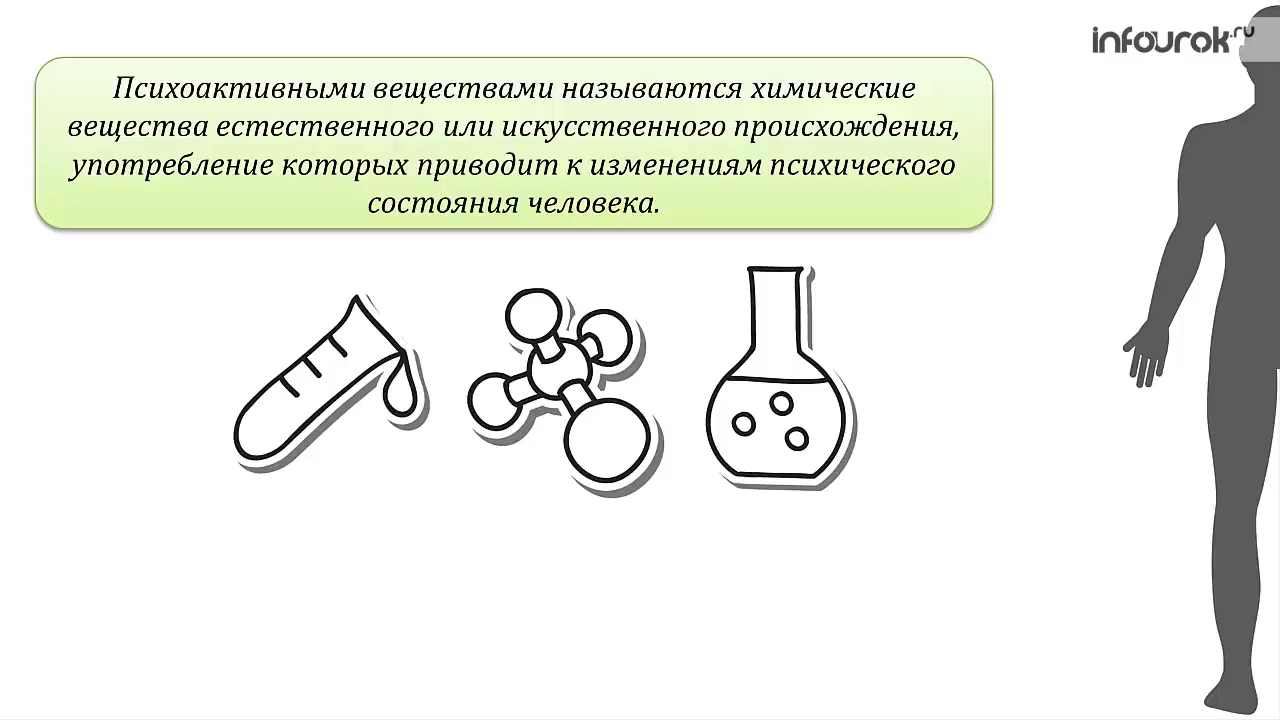 infourok.ru
Психоактивными веществами называются химические
вещества естественного или искусственного происхождения,
употребление которых приводит к изменениям психического
состояния человека.